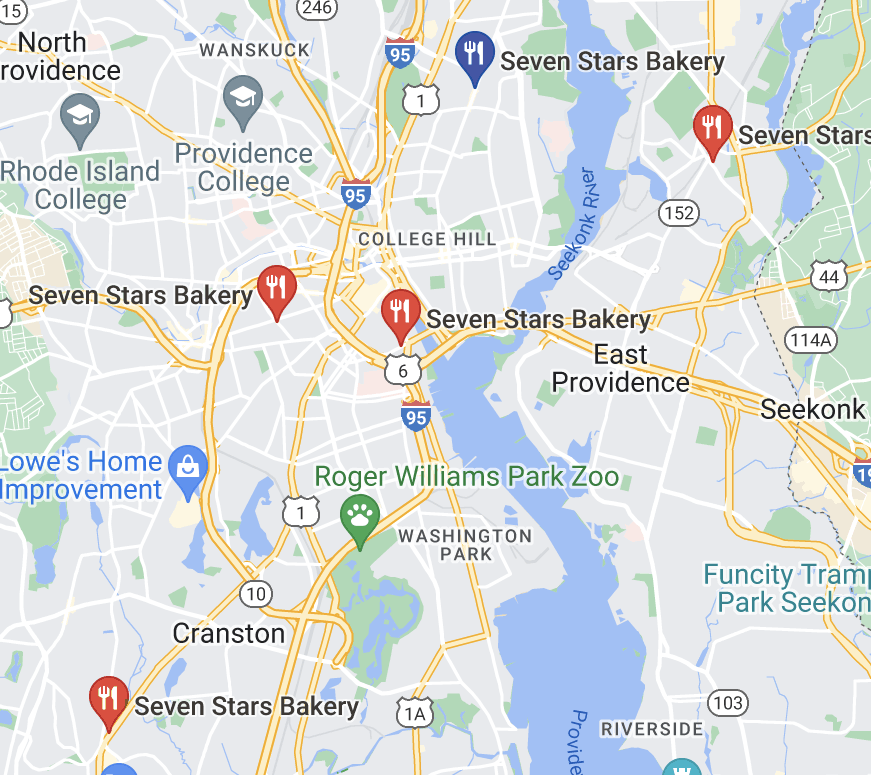 15
246
North
rovidence
WANSKUCK
95
Seven Stars Bakery
1
Seven Stars
Rhode Island
College
Providence
College
95
152
COLLEGE HILL
Seekonk River
44
Seven Stars Bakery
Seven Stars Bakery
114A
East
Providence
6
95
Seekonk
Lowe's Home
Improvement
Roger Williams Park Zoo
19
1
WASHINGTON
PARK
Funcity Tramp
Park Seekon
10
Cranston
Seven Stars Bakery
1A
103
RIVERSIDE
Provide